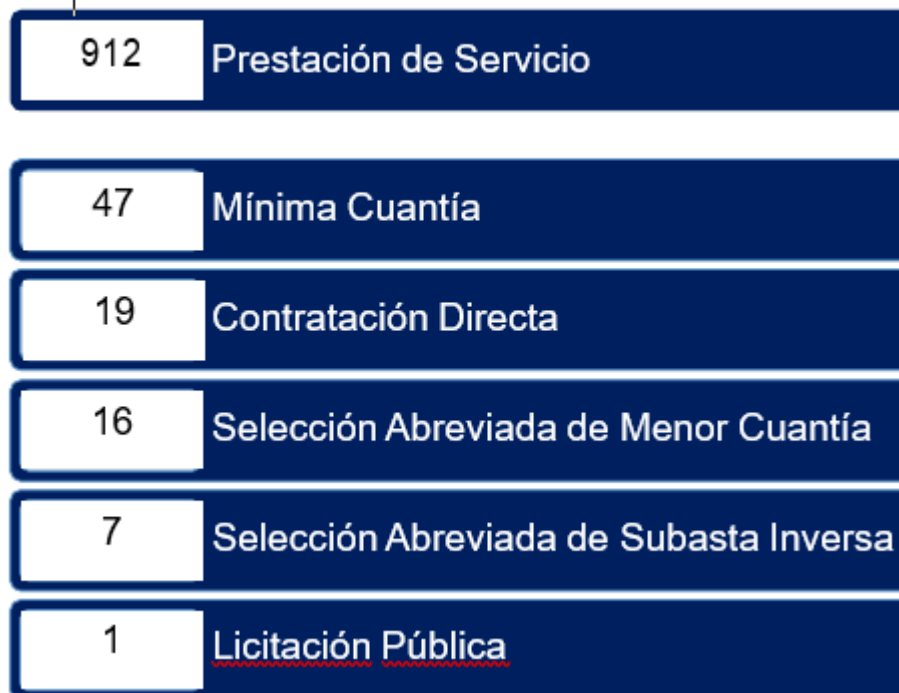 912 Prestación de Servicio
47 Mínima Cuantía
19 Contratación Directa
16 Selección Abreviada de Menor Cuantía
7 Selección Abreviada de Subasta Inversa
1 Licitación Pública